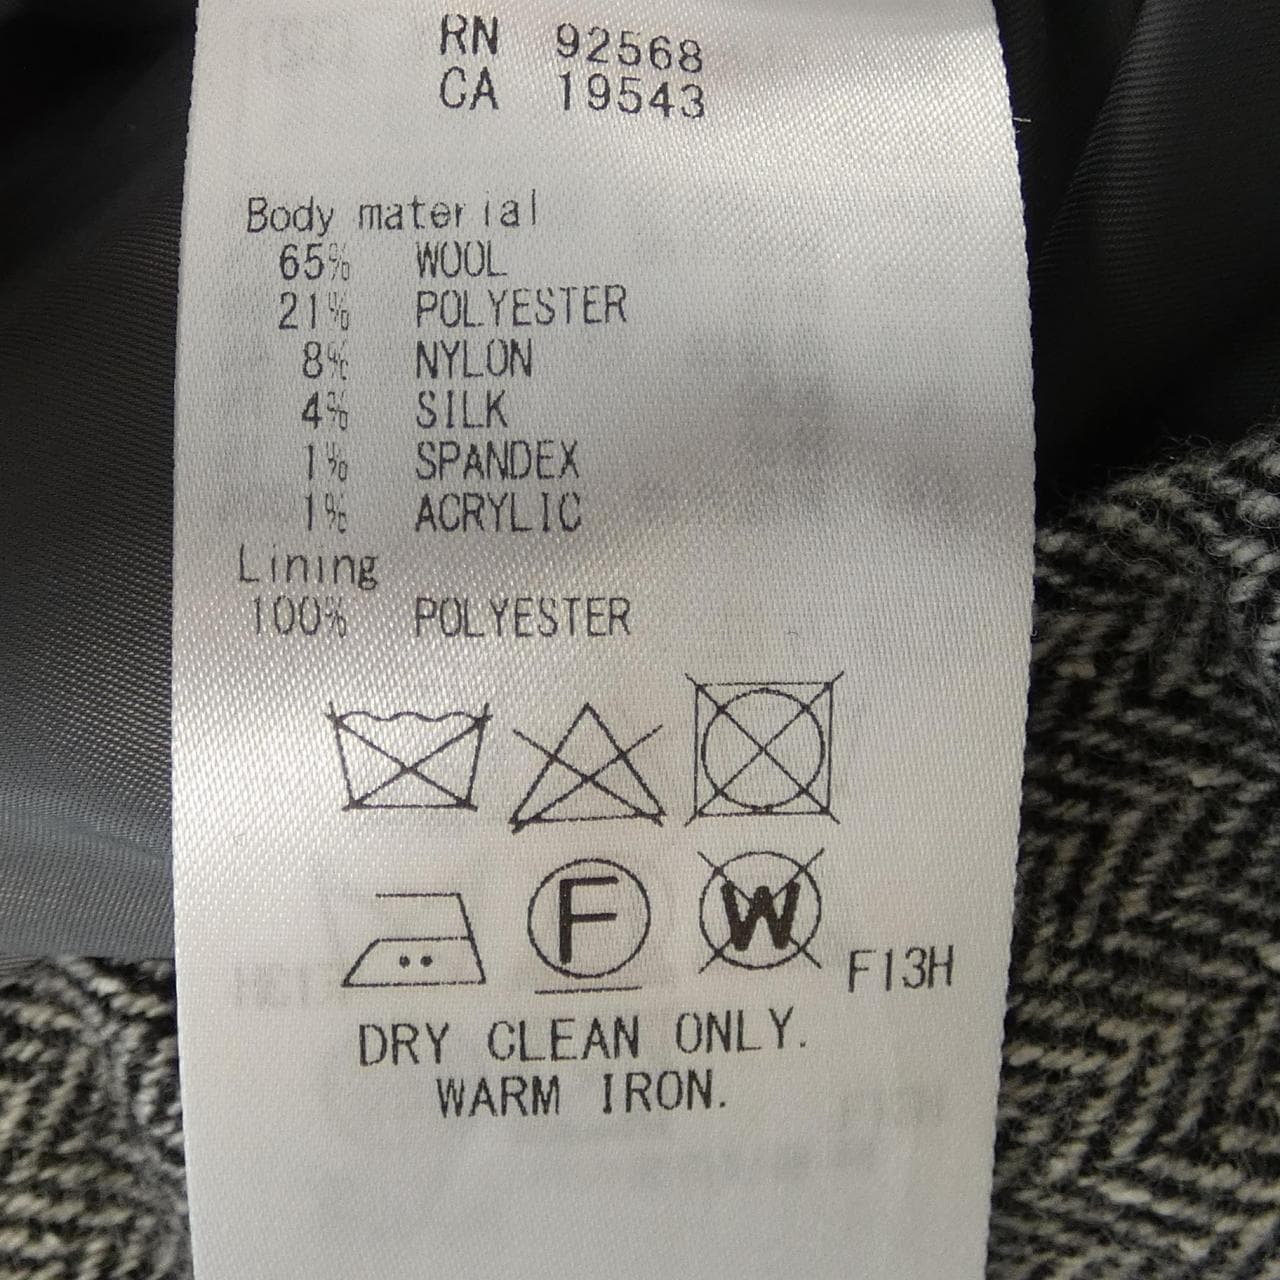 RN 92568
CA 19543
Body material
65% WOOL
21% POLYESTER
8% NYLON
4% SILK
1% SPANDEX
1% ACRYLIC
Lining
100% POLYESTER
F W F13H
DRY CLEAN ONLY.
WARM IRON.